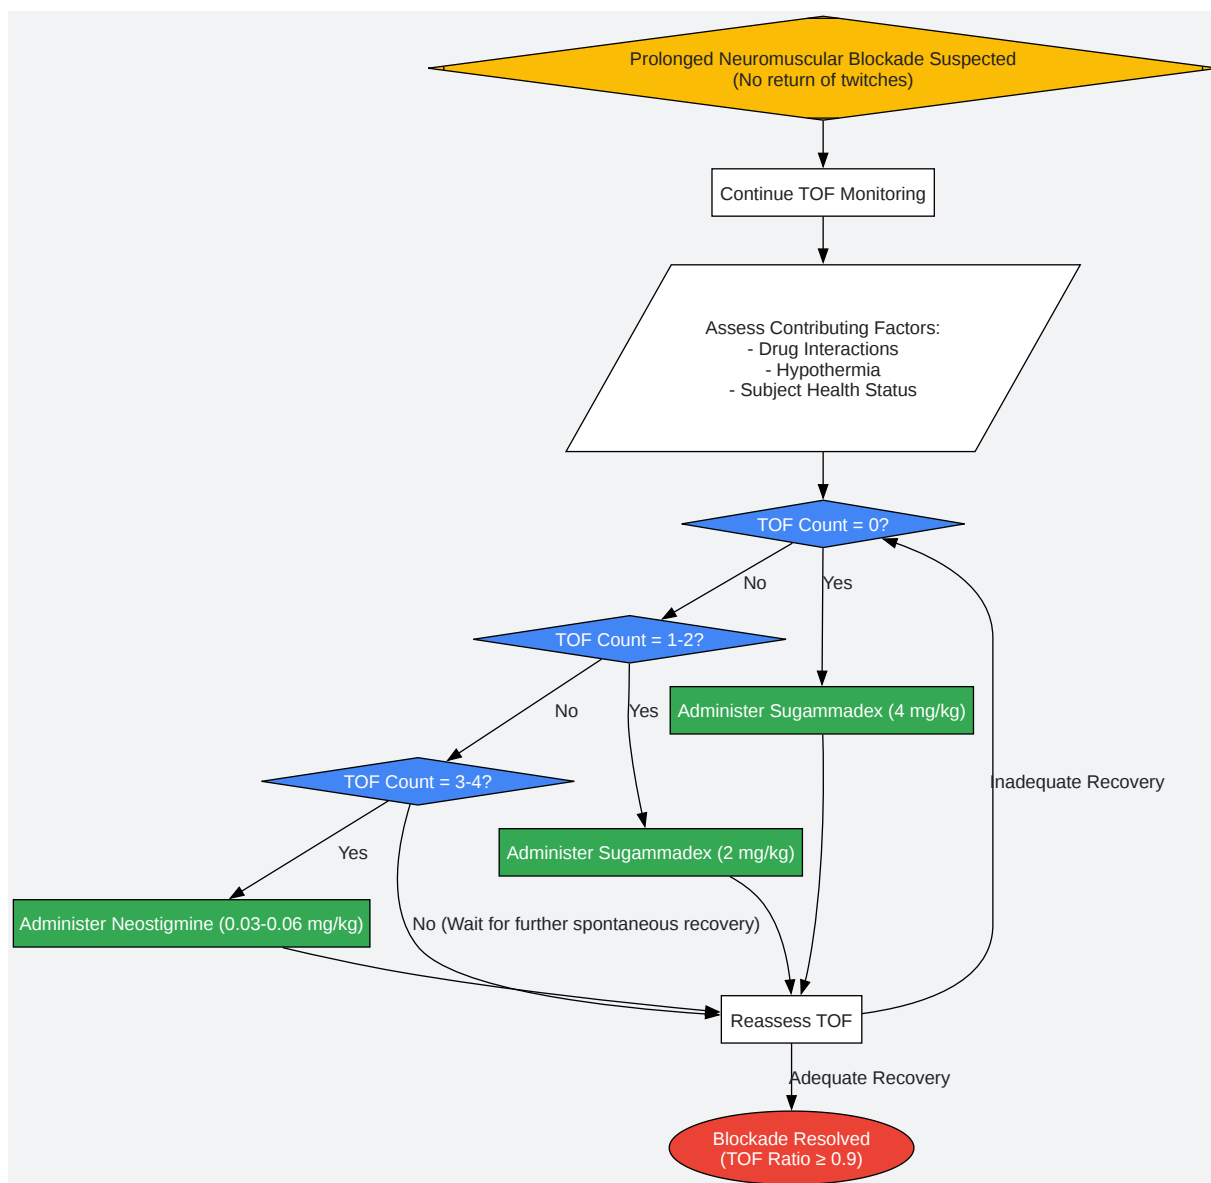 Prolonged Neuromuscular Blockade Suspected
(No return of twitches)
Continue TOF Monitoring
Assess Contributing Factors:
- Drug Interactions
- Hypothermia
- Subject Health Status
TOF Count = 0?
No
Yes
TOF Count = 1-2?
No
Yes
Administer Sugammadex (4 mg/kg)
TOF Count = 3-4?
Inadequate Recovery
Yes
Administer Sugammadex (2 mg/kg)
Administer Neostigmine (0.03-0.06 mg/kg)
No (Wait for further spontaneous recovery)
Reassess TOF
Adequate Recovery
Blockade Resolved
(TOF Ratio ≥ 0.9)